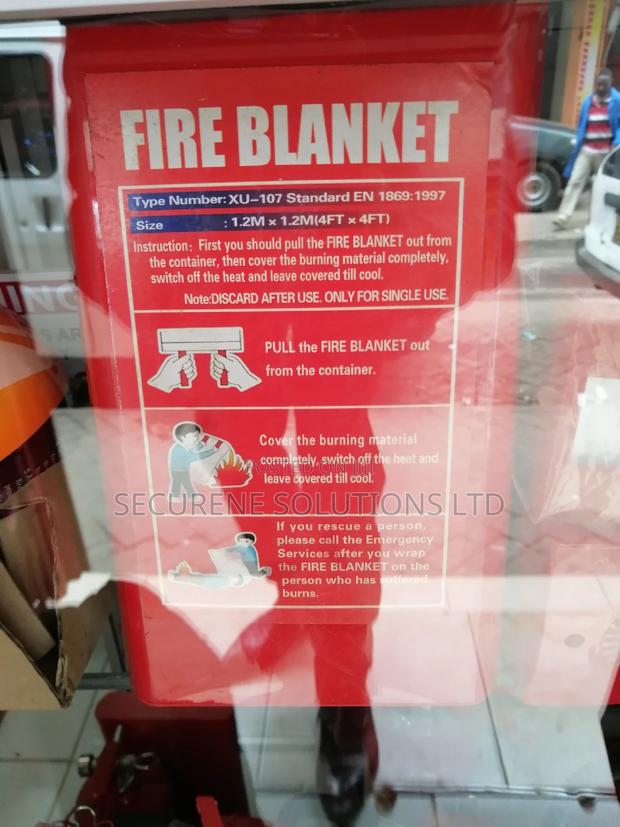 FIRE BLANKET
Type Number: XU-107 Standard EN 1869:1997
Size : 1.2M × 1.2M(4FT × 4FT)
Instruction: First you should pull the FIRE BLANKET out from
the container, then cover the burning material completely,
switch off the heat and leave covered till cool.
Note:DISCARD AFTER USE. ONLY FOR SINGLE USE.
PULL the FIRE BLANKET out
from the container.
Cover the burning material
completely, switch off the heat and
leave covered till cool.
POSTED ON
SECURENE SOLUTIONS LTD
If you rescue a person,
please call the Emergency
Services after you wrap
the FIRE BLANKET on the
person who has suffered
burns.